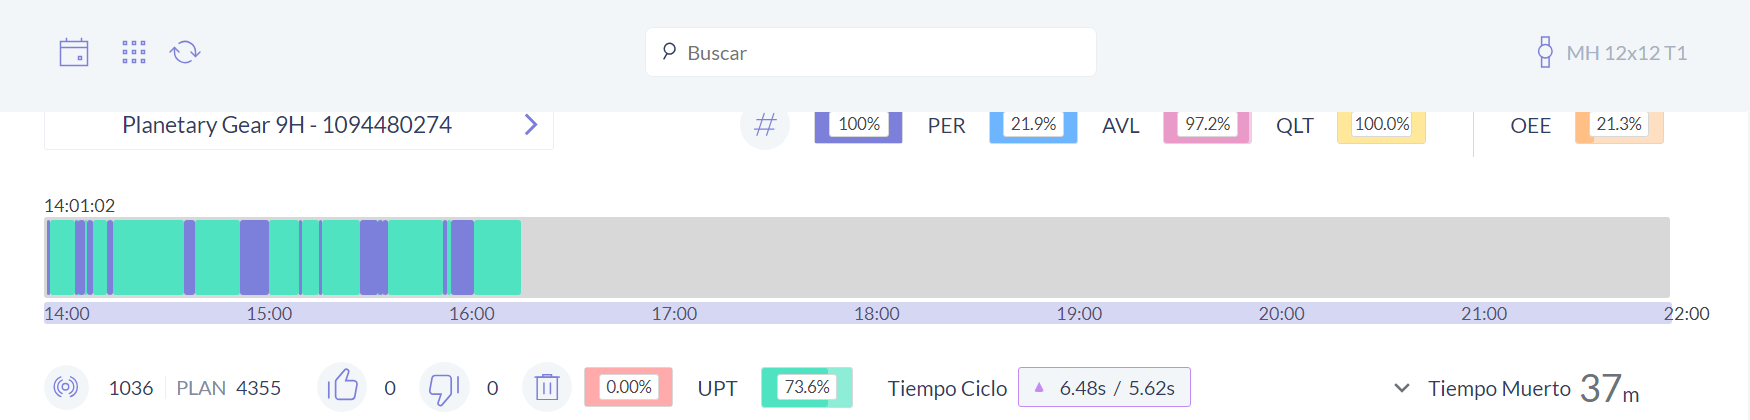 Buscar
MH 12x12 T1
Planetary Gear 9H - 1094480274
# 100% PER 21.9% AVL 97.2% QLT 100.0% OEE 21.3%
14:01:02
14:00 15:00 16:00 17:00 18:00 19:00 20:00 21:00 22:00
1036 PLAN 4355 0 0 0.00% UPT 73.6% Tiempo Ciclo 6.48s / 5.62s Tiempo Muerto 37m